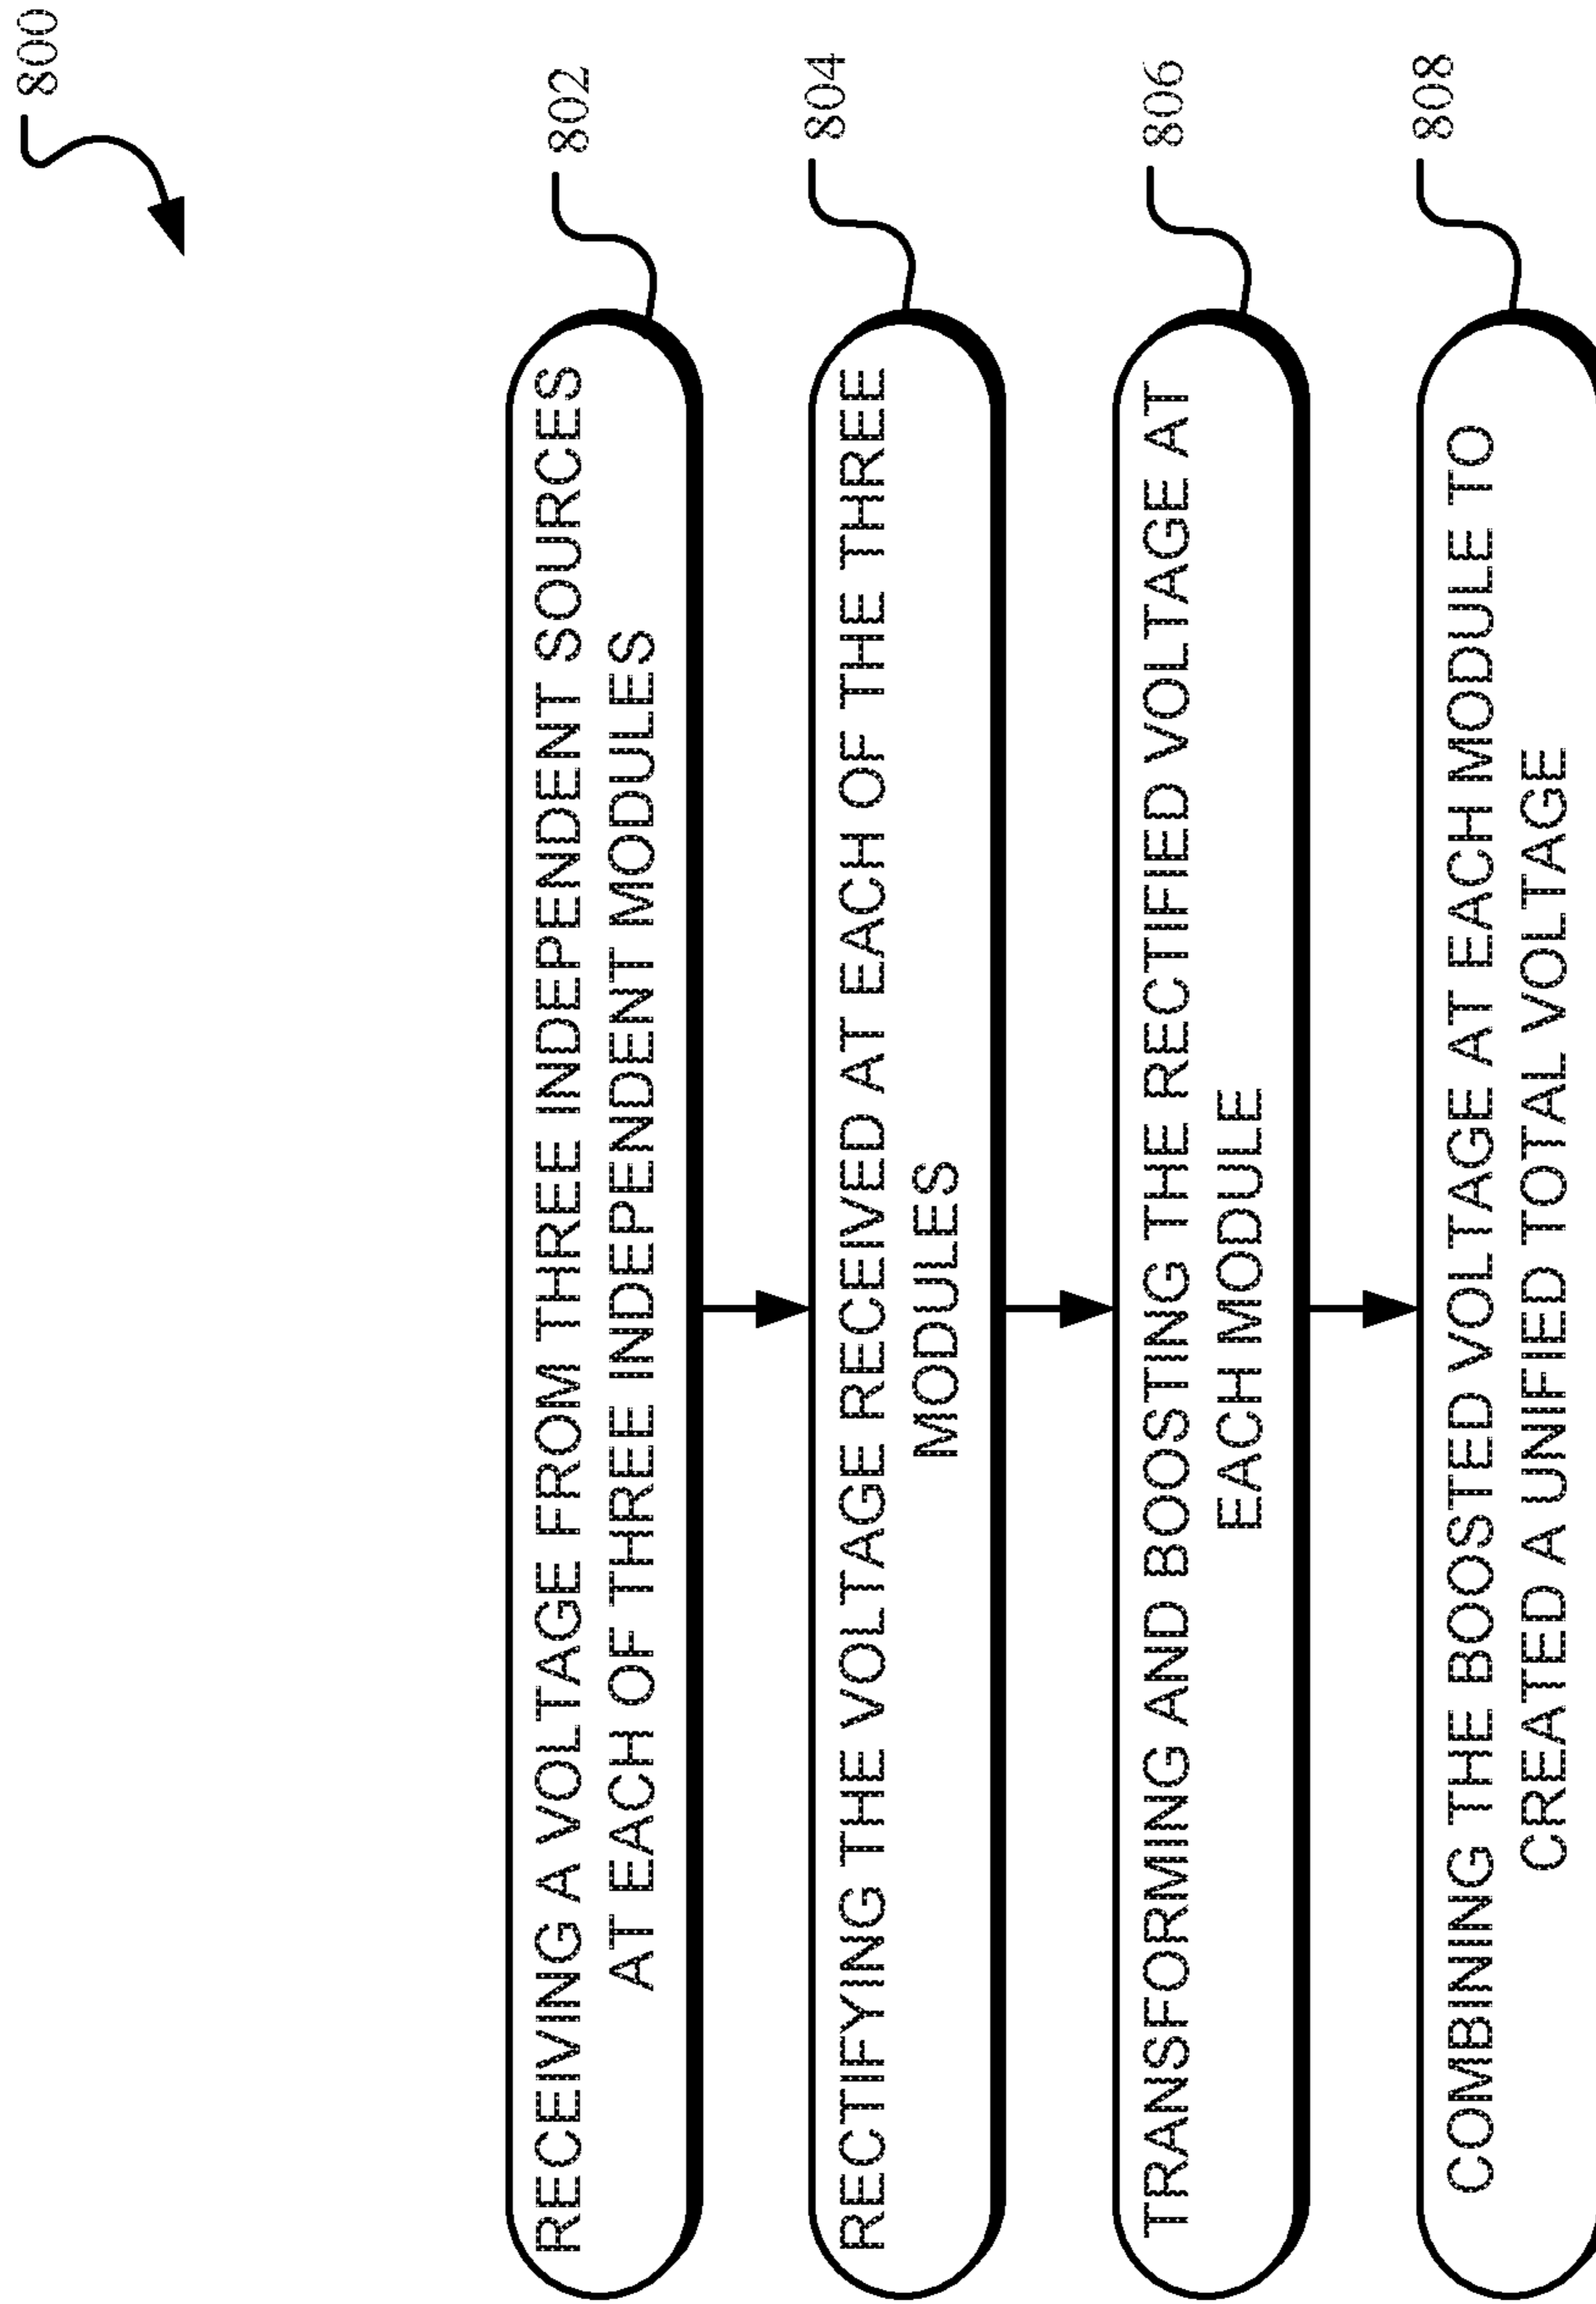 800
RECEIVING A VOLTAGE FROM THREE INDEPENDENT SOURCES
AT EACH OF THREE INDEPENDENT MODULES
802
RECTIFYING THE VOLTAGE RECEIVED AT EACH OF THE THREE
MODULES
804
TRANSFORMING AND BOOSTING THE RECTIFIED VOLTAGE AT
EACH MODULE
806
COMBINING THE BOOSTED VOLTAGE AT EACH MODULE TO
CREATED A UNIFIED TOTAL VOLTAGE
808